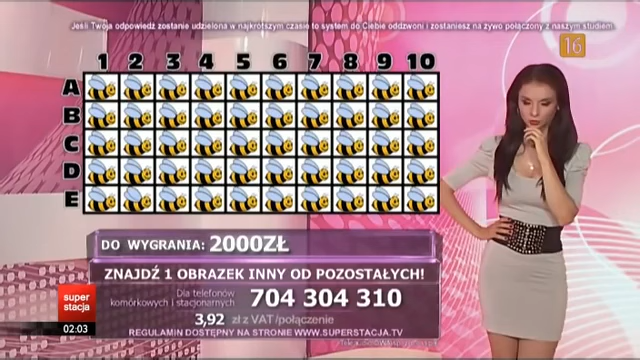 Jeśli Twoja odpowiedź zostanie udzielona w najkrótszym czasie to system do Ciebie oddzwoni i zostaniesz na żywo połączony z naszym studiem
16
1 2 3 4 5 6 7 8 9 10
A
B
C
D
E
DO WYGRANIA: 2000ZŁ
ZNAJDŹ 1 OBRAZEK INNY OD POZOSTAŁYCH!
Dla telefonów
komórkowych i stacjonarnych
704 304 310
3,92 zł z VAT/połączenie
REGULAMIN DOSTĘPNY NA STRONIE WWW.SUPERSTACJA.TV
super
stacja
02:03